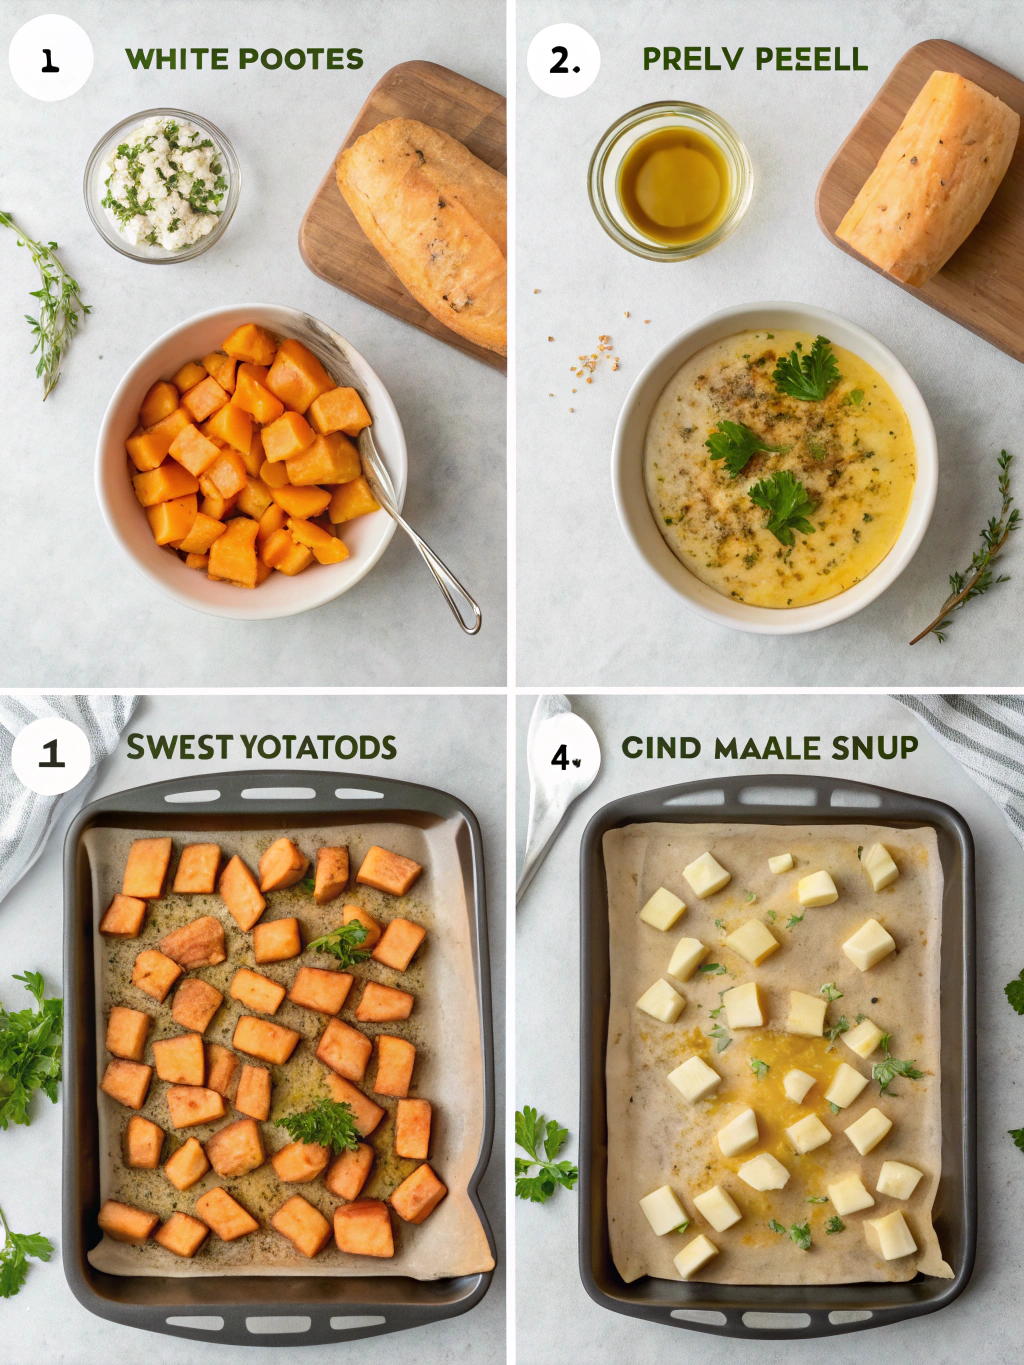 1
WHITE POOTES
2.
PRELV PEEELL
1
SWEST YOTATODS
4.
CIND MAALE SNUP